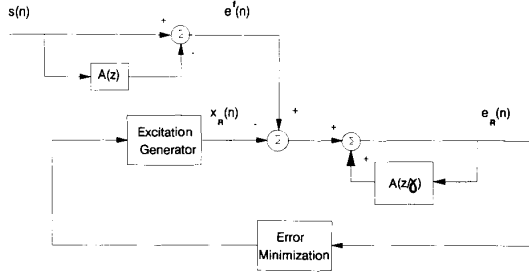 s(n)
e^f(n)
+
Σ
-
A(z)
x_R(n)
+
-
Excitation
Generator
Σ
+
Σ
+
e_R(n)
A(z/γ)
Error
Minimization